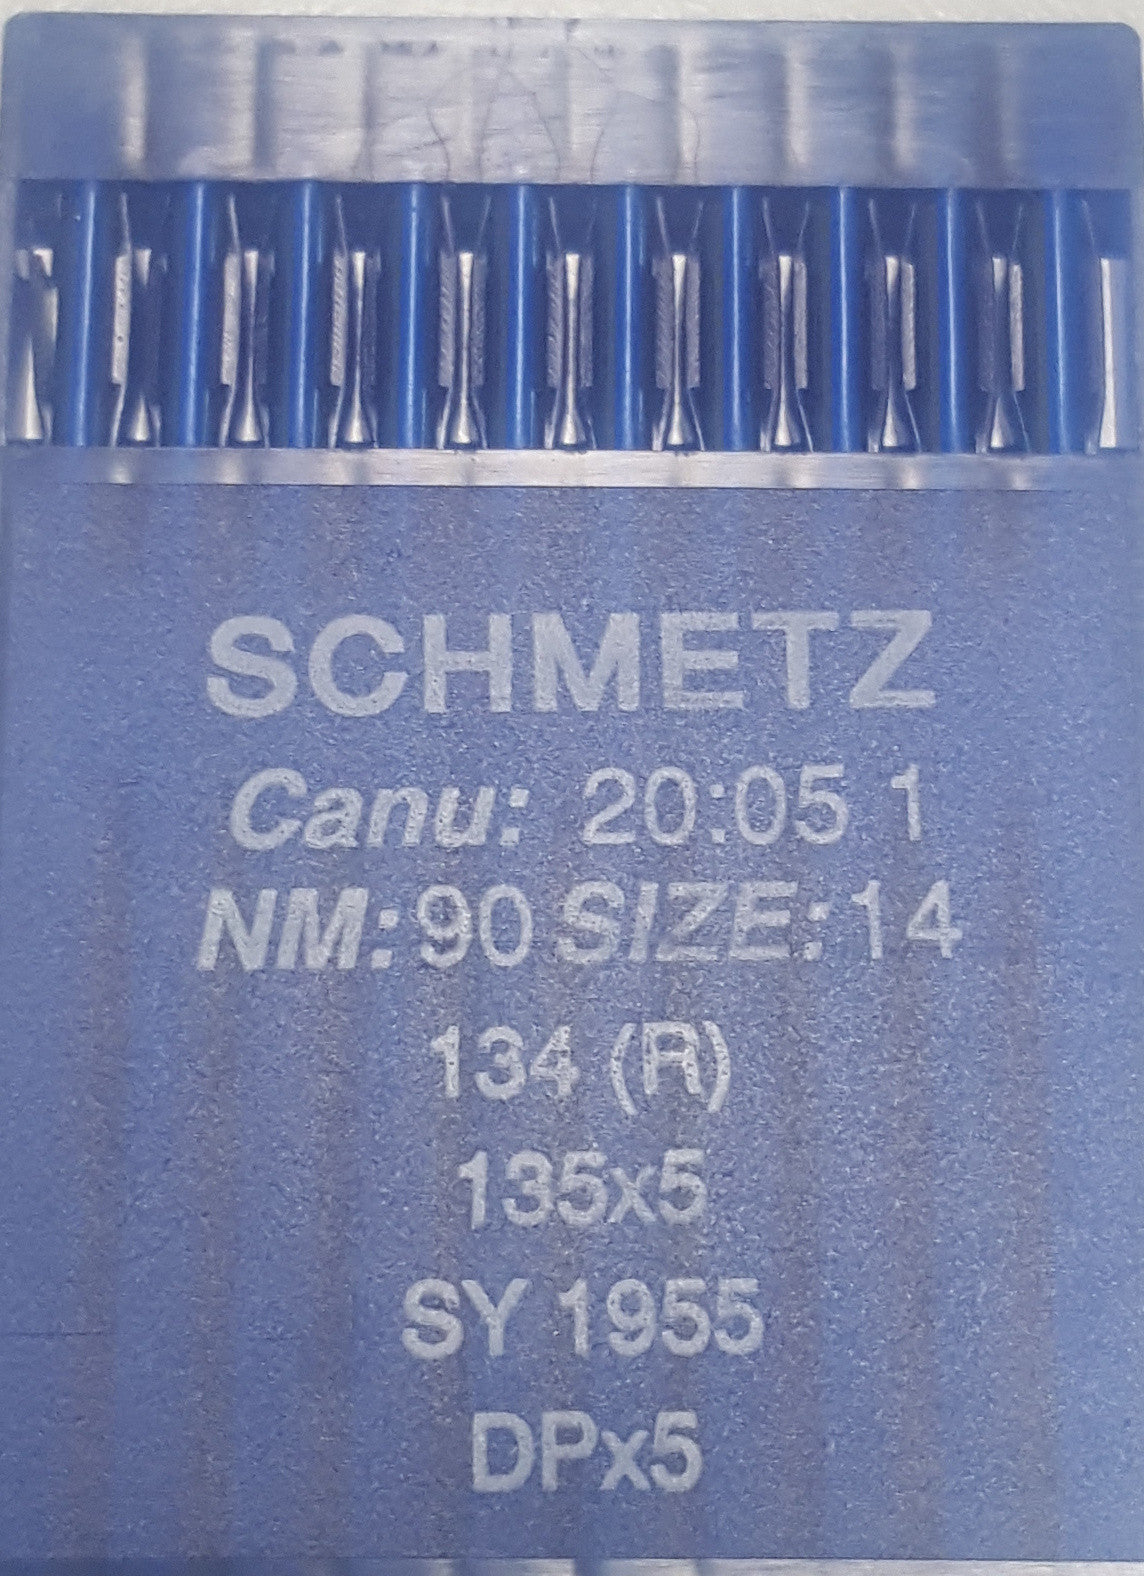 SCHMETZ
Canu: 20:05 1
NM:90 SIZE:14
134 (R)
135x5
SY 1955
DPx5